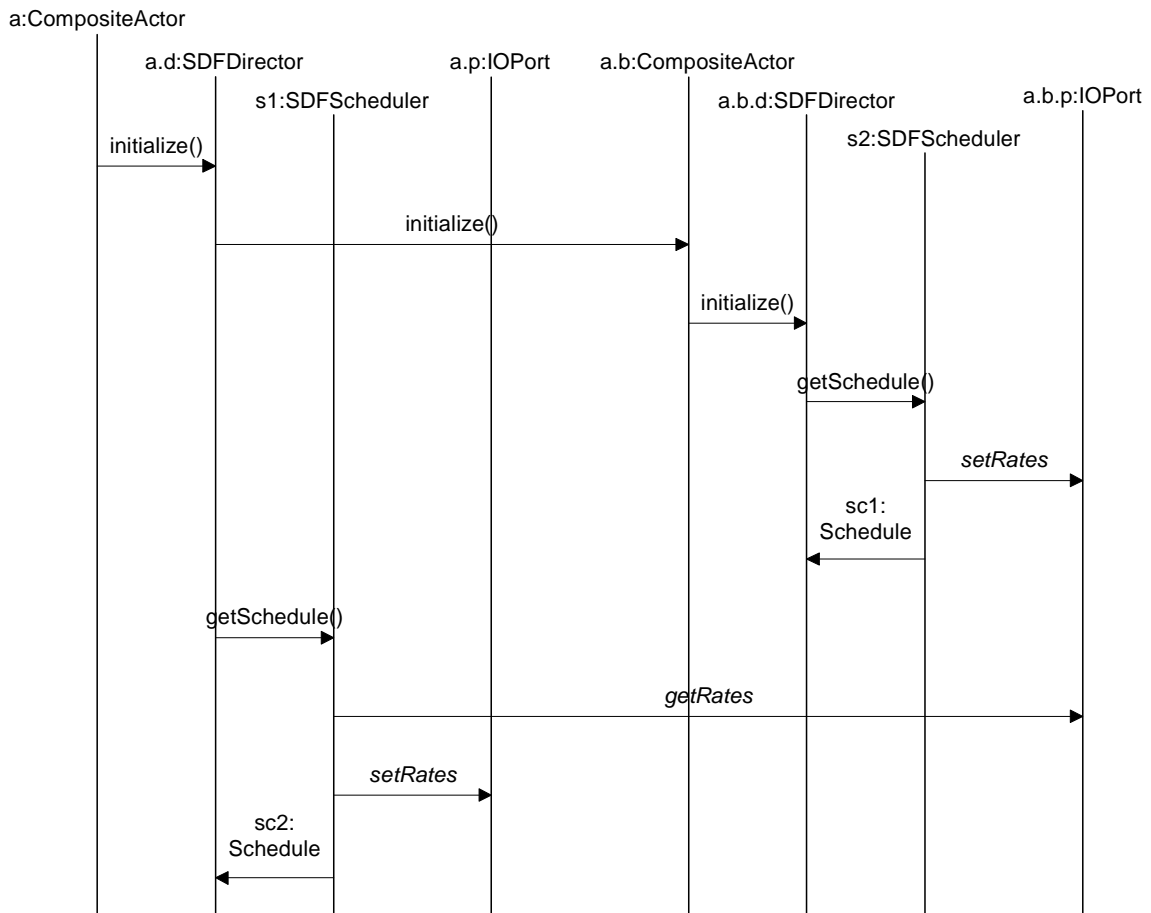 a:CompositeActor
a.d:SDFDirector
a.p:IOPort
a.b:CompositeActor
s1:SDFScheduler
a.b.d:SDFDirector
a.b.p:IOPort
s2:SDFScheduler
initialize()
initialize()
initialize()
getSchedule()
setRates
sc1:
Schedule
getSchedule()
getRates
setRates
sc2:
Schedule